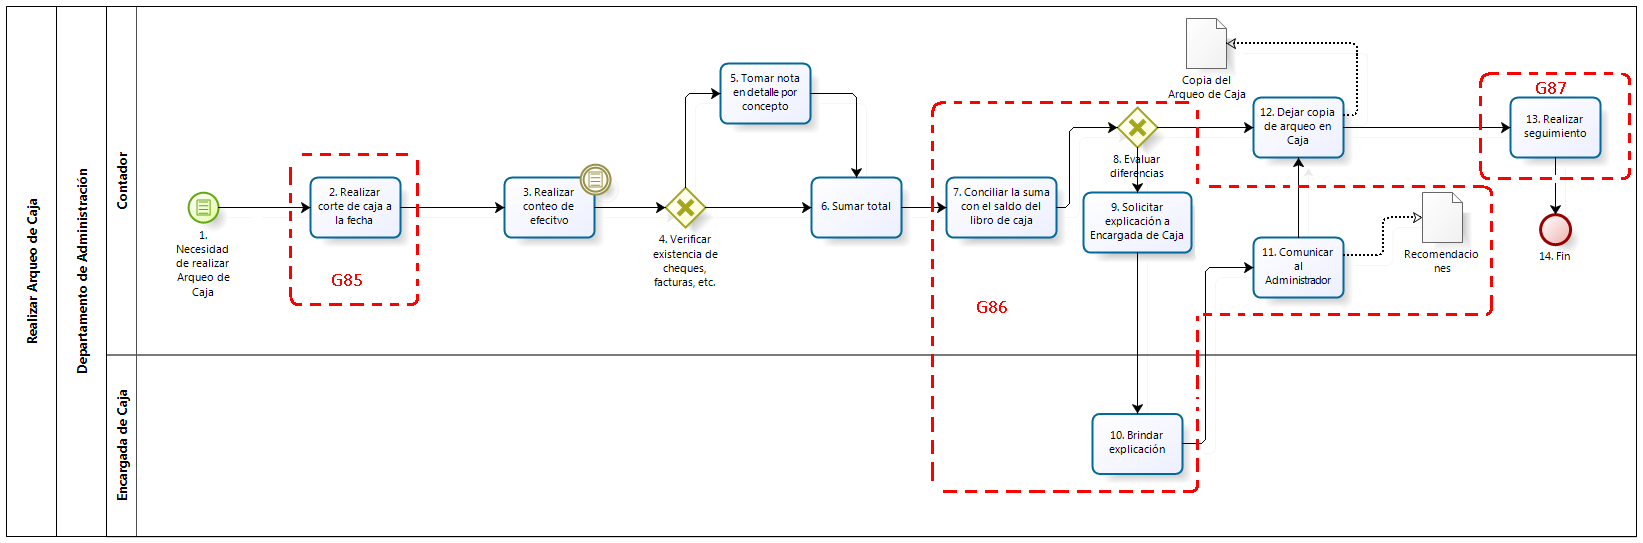 Realizar Arqueo de Caja
Departamento de Administración
Contador
Encargada de Caja
1.
Necesidad
de realizar
Arqueo de
Caja
2. Realizar
corte de caja a
la fecha
G85
3. Realizar
conteo de
efecitvo
4. Verificar
existencia de
cheques,
facturas, etc.
5. Tomar nota
en detalle por
concepto
6. Sumar total
7. Conciliar la suma
con el saldo del
libro de caja
8. Evaluar
diferencias
9. Solicitar
explicación a
Encargada de Caja
G86
10. Brindar
explicación
11. Comunicar
al
Administrador
Recomendacio
nes
12. Dejar copia
de arqueo en
Caja
Copia del
Arqueo de Caja
G87
13. Realizar
seguimiento
14. Fin